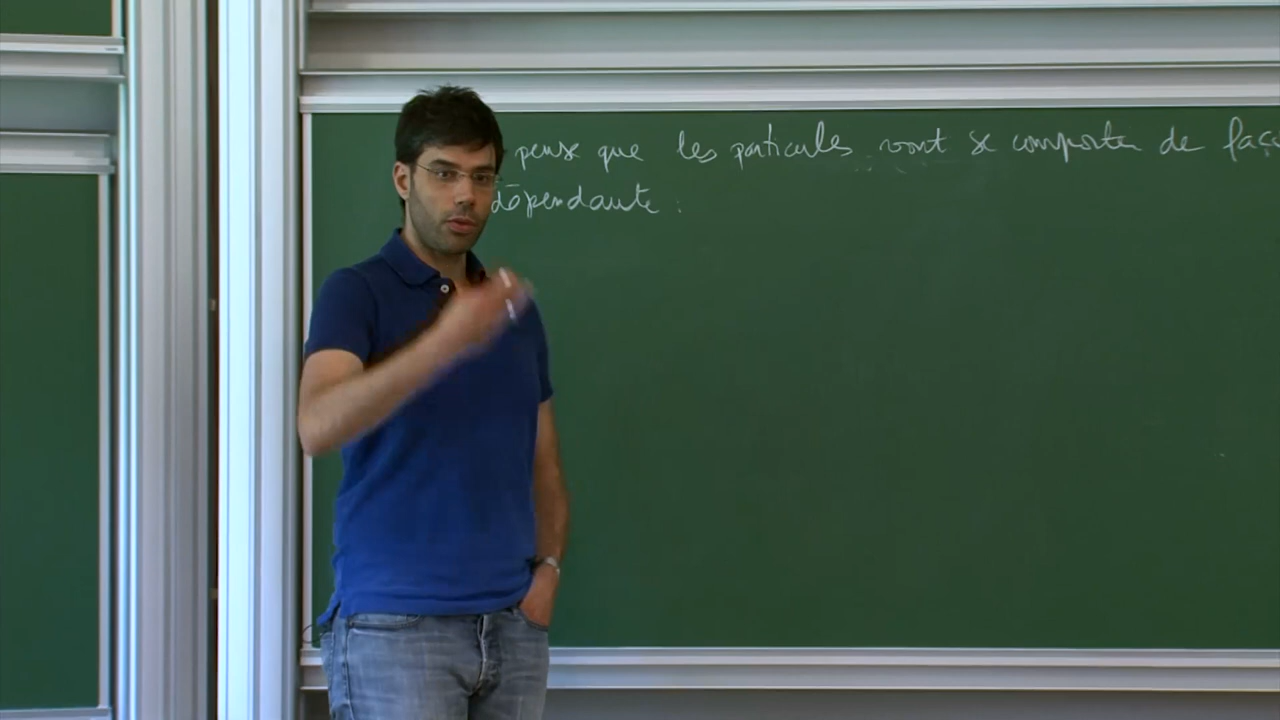 pense que les particules vont se comporter de faç
dépendante :